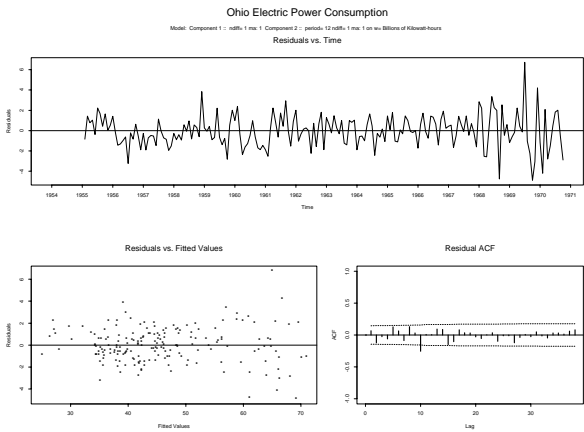 Ohio Electric Power Consumption
Model: Component 1 :: ndiff= 1 ma: 1 Component 2 :: period= 12 ndiff= 1 ma: 1 on w= Billions of Kilowatt-hours
Residuals vs. Time
Residuals
6
4
2
0
-2
-4
1954 1955 1956 1957 1958 1959 1960 1961 1962 1963 1964 1965 1966 1967 1968 1969 1970 1971
Time
Residuals vs. Fitted Values
Residuals
6
4
2
0
-2
-4
30 40 50 60 70
Fitted Values
Residual ACF
ACF
1.0
0.5
0.0
-0.5
-1.0
0 10 20 30
Lag